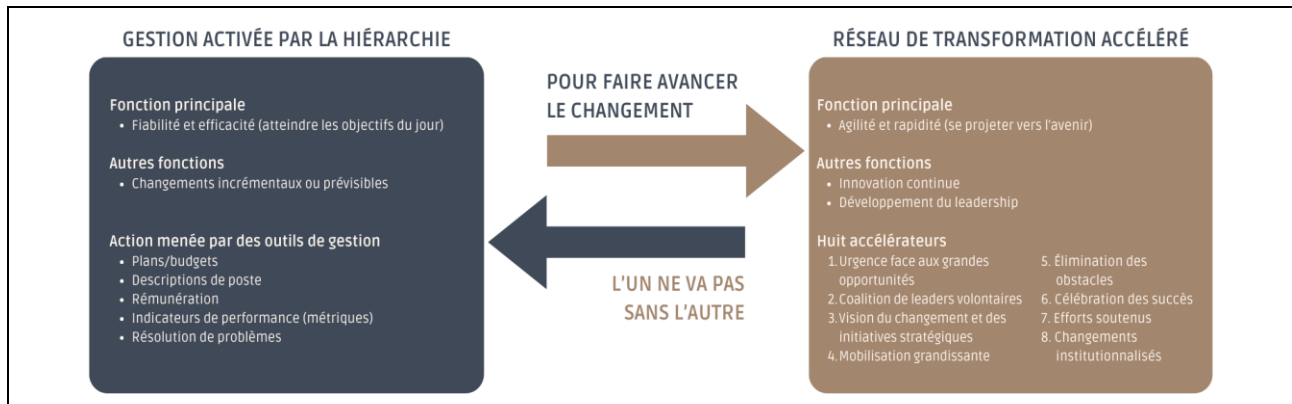 GESTION ACTIVÉE PAR LA HIÉRARCHIE
Fonction principale
• Fiabilité et efficacité (atteindre les objectifs du jour)
Autres fonctions
• Changements incrémentaux ou prévisibles
Action menée par des outils de gestion
• Plans/budgets
• Descriptions de poste
• Rémunération
• Indicateurs de performance (métriques)
• Résolution de problèmes
POUR FAIRE AVANCER
LE CHANGEMENT
L'UN NE VA PAS
SANS L'AUTRE
RÉSEAU DE TRANSFORMATION ACCÉLÉRÉ
Fonction principale
• Agilité et rapidité (se projeter vers l'avenir)
Autres fonctions
• Innovation continue
• Développement du leadership
Huit accélérateurs
1. Urgence face aux grandes
opportunités
2. Coalition de leaders volontaires
3. Vision du changement et des
initiatives stratégiques
4. Mobilisation grandissante
5. Élimination des
obstacles
6. Célébration des succès
7. Efforts soutenus
8. Changements
institutionnalisés